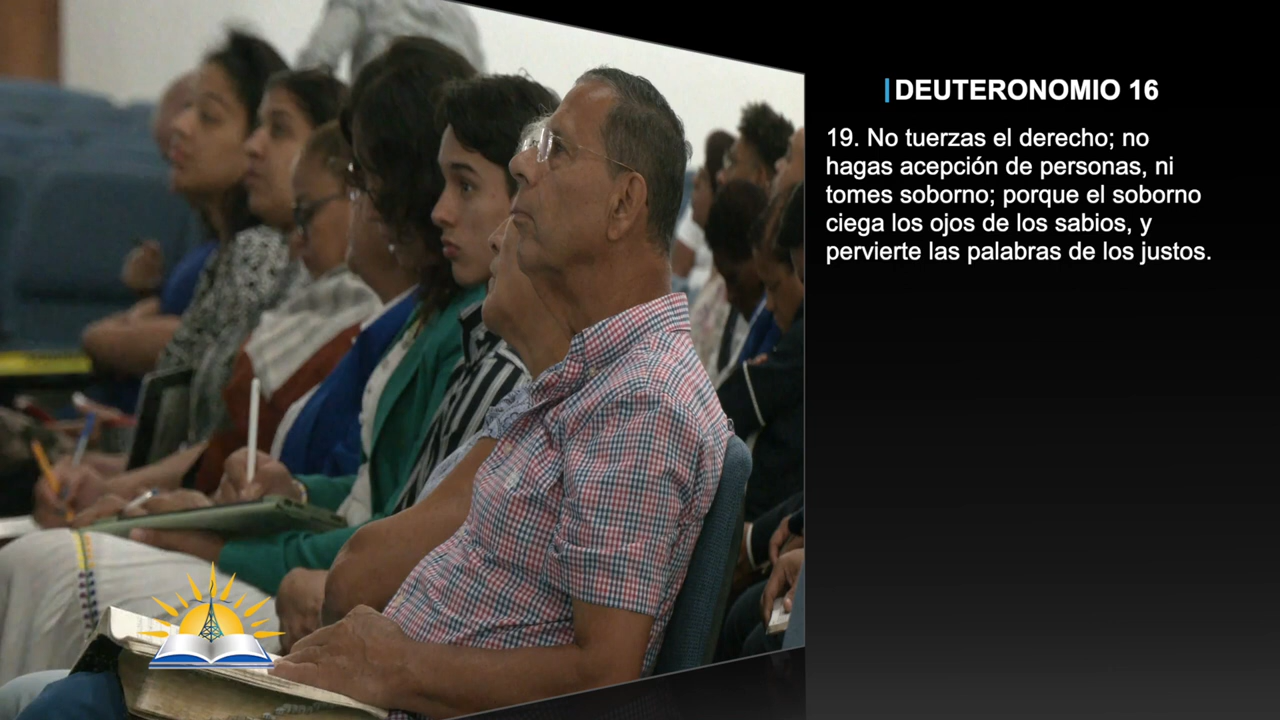 DEUTERONOMIO 16
19. No tuerzas el derecho; no
hagas acepción de personas, ni
tomes soborno; porque el soborno
ciega los ojos de los sabios, y
pervierte las palabras de los justos.